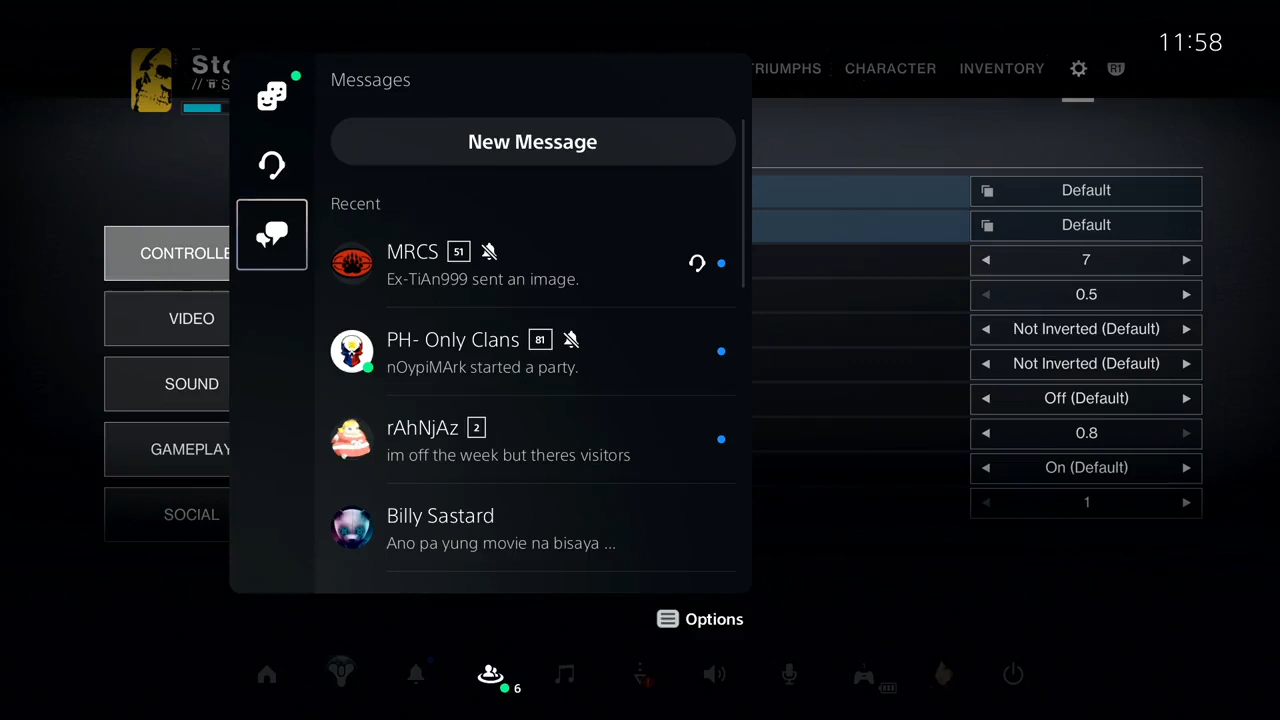 11:58
Sto
// S
TRIUMPHS
CHARACTER
INVENTORY
R1
Messages
New Message
Recent
MRCS 51
Ex-TiAn999 sent an image.
PH- Only Clans 81
nOypiMArk started a party.
rAhNjAz 2
im off the week but theres visitors
Billy Sastard
Ano pa yung movie na bisaya ...
Options
CONTROLLE
VIDEO
SOUND
GAMEPLAY
SOCIAL
Default
Default
7
0.5
Not Inverted (Default)
Not Inverted (Default)
Off (Default)
0.8
On (Default)
1
6